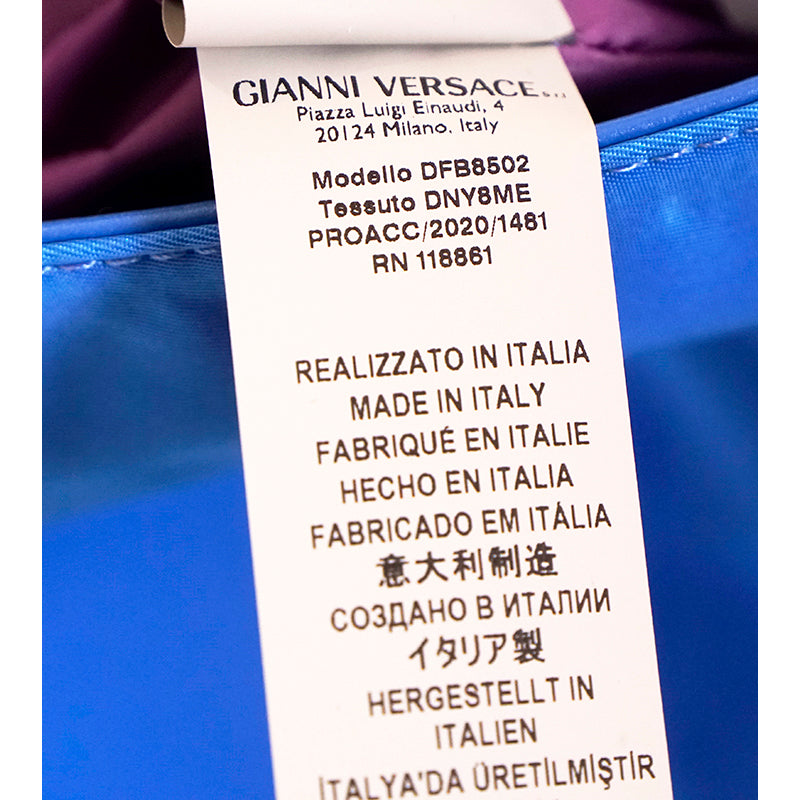 GIANNI VERSACE S.r.l.
Piazza Luigi Einaudi, 4
20124 Milano, Italy
Modello DFB8502
Tessuto DNY8ME
PROACC/2020/1481
RN 118861
REALIZZATO IN ITALIA
MADE IN ITALY
FABRIQUÉ EN ITALIE
HECHO EN ITALIA
FABRICADO EM ITÁLIA
意大利制造
СОЗДАНО В ИТАЛИИ
イタリア製
HERGESTELLT IN
ITALIEN
İTALYA'DA ÜRETİLMİŞTİR